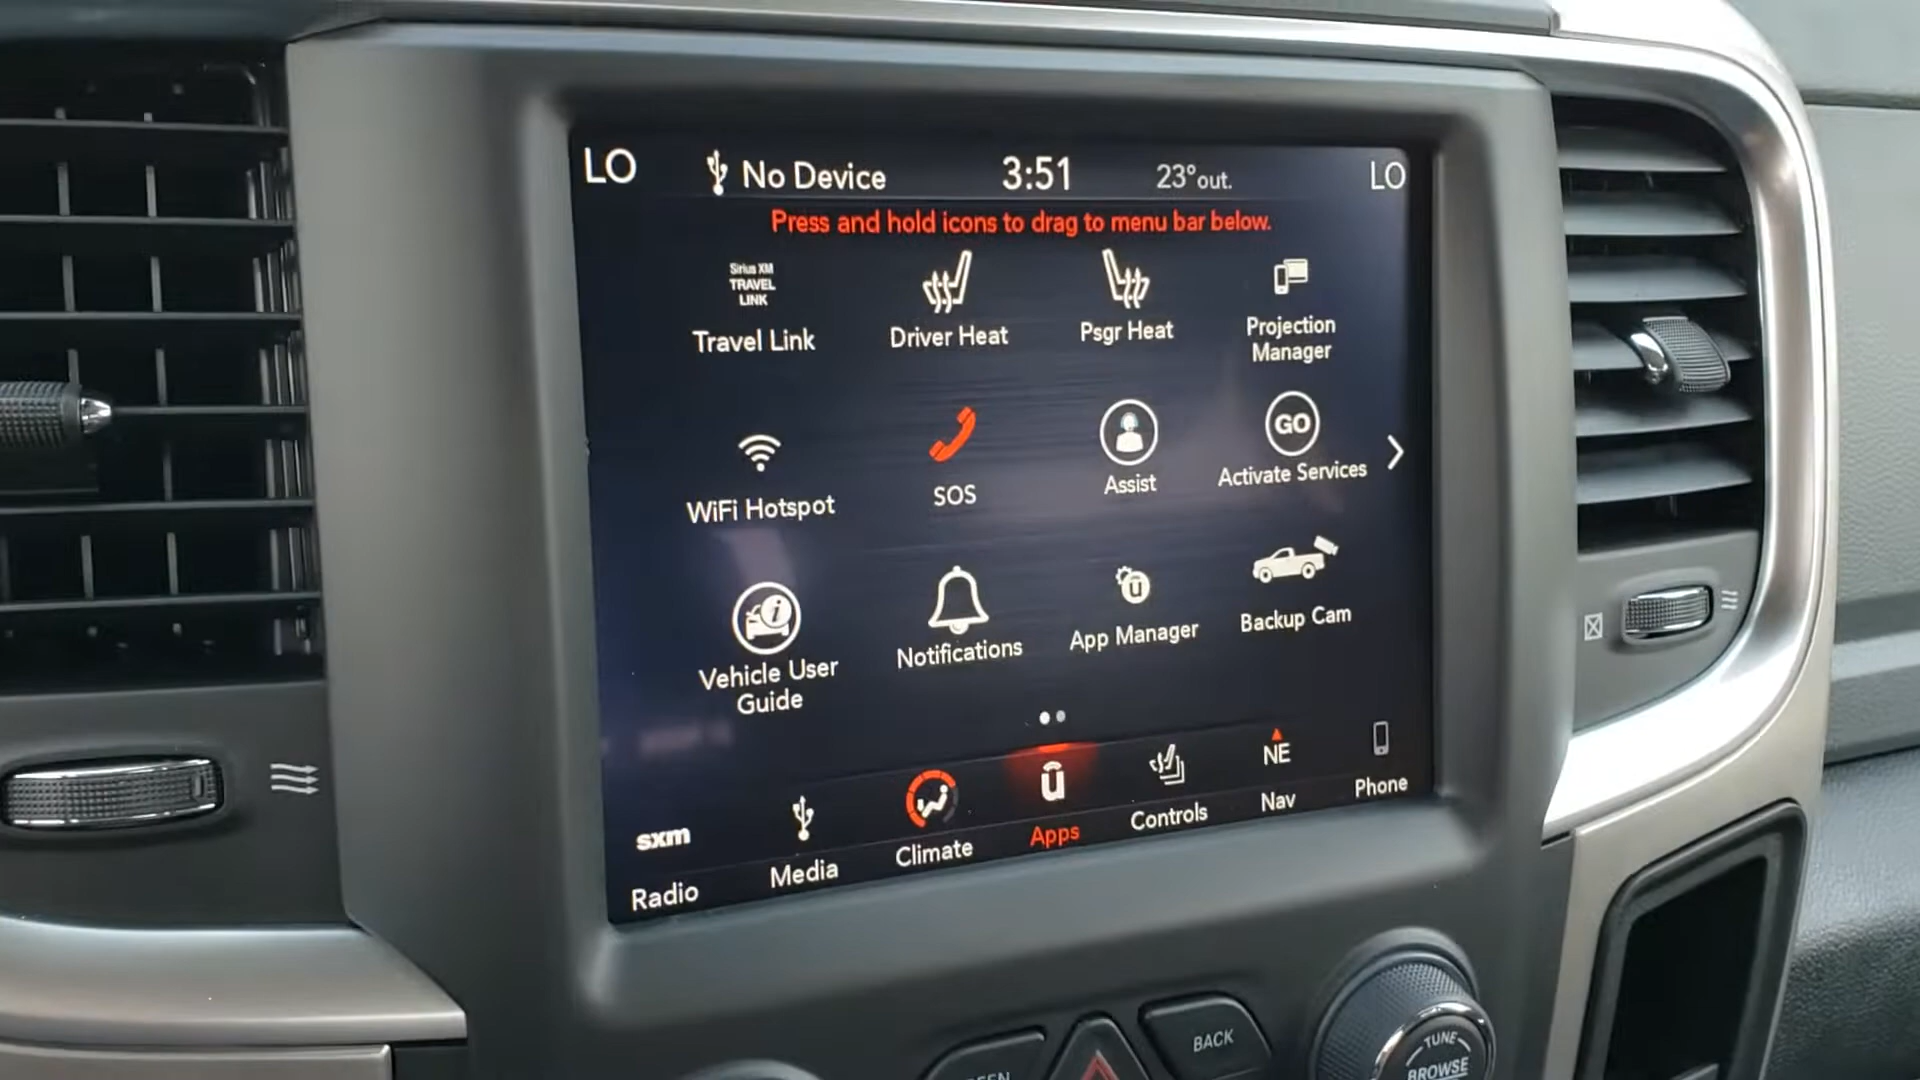 LO No Device 3:51 23°out. LO
Press and hold icons to drag to menu bar below.
Sirius XM
TRAVEL
LINK
Travel Link
Driver Heat
Psgr Heat
Projection
Manager
WiFi Hotspot
SOS
Assist
GO
Activate Services
Vehicle User
Guide
Notifications
App Manager
Backup Cam
sxm
Radio
Media
Climate
Apps
Controls
NE
Nav
Phone
BACK
TUNE
BROWSE